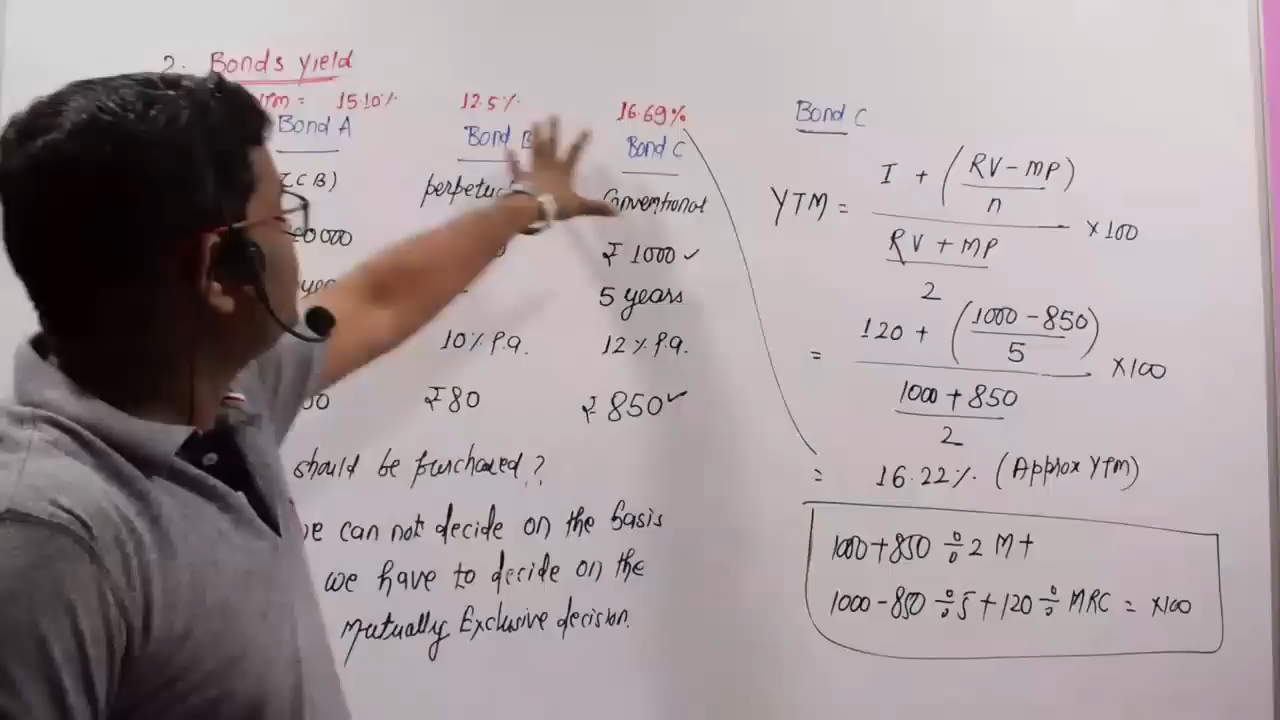 2. Bonds yield
YTM = 15.10% 12.5% 16.69%
Bond A Bond Bond C
perpetu Conventional
₹ 1000 ✓
5 years
10% P.a. 12% P.a.
₹80 ₹850 ✓
should be purchased?
can not decide on the basis
we have to decide on the
Mutually Exclusive decision.
Bond C
YTM = I + (RV - MP / n) / (RV + MP / 2) × 100
= 120 + (1000 - 850 / 5) / (1000 + 850 / 2) × 100
= 16.22% (Approx YTM)
1000 + 850 ÷ 2 M+
1000 - 850 ÷ 5 + 120 ÷ MRC = × 100